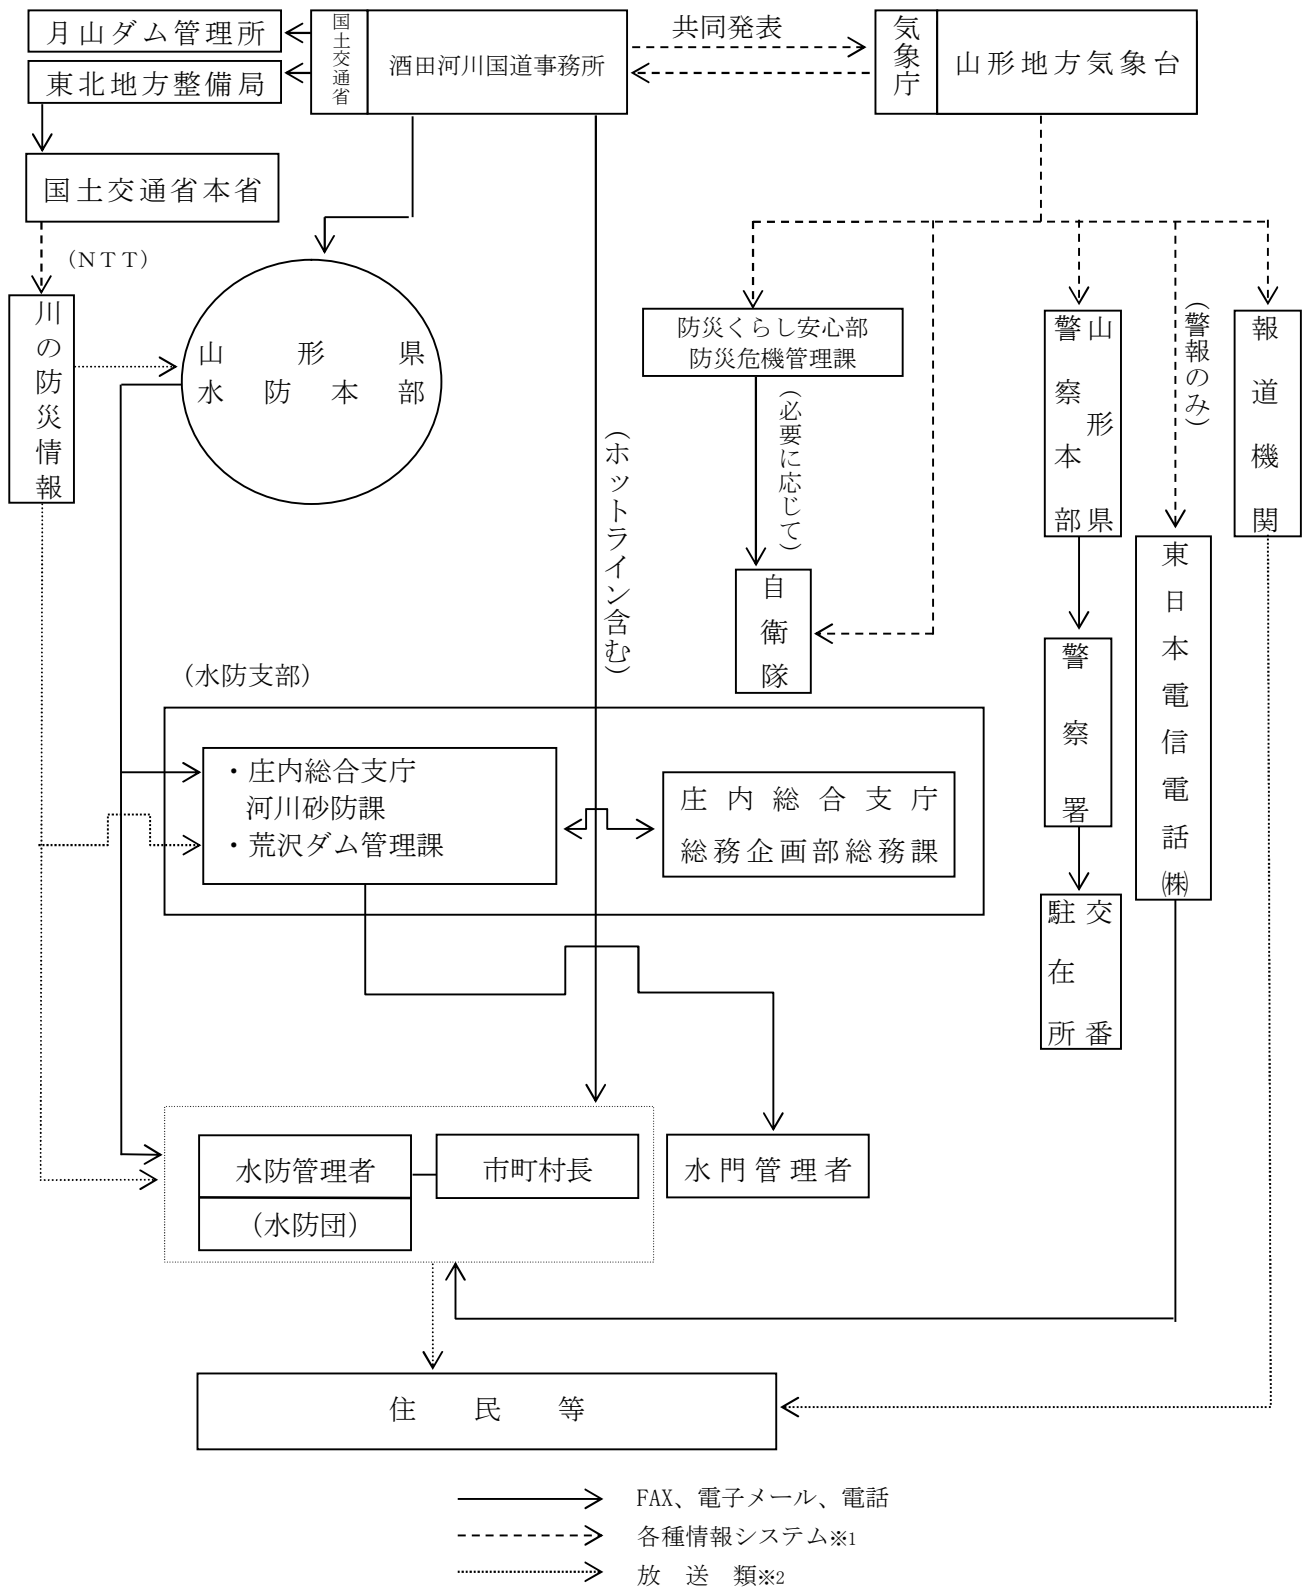 月山ダム管理所
東北地方整備局
国土交通省
酒田河川国道事務所
共同発表
気象庁
山形地方気象台
国土交通省本省
(NTT)
川の防災情報
山形県
水防本部
(ホットライン含む)
防災くらし安心部
防災危機管理課
(必要に応じて)
自衛隊
山形県
警察本部
警察署
交番
駐在所
(警報のみ)
東日本電信電話㈱
報道機関
(水防支部)
・庄内総合支庁
河川砂防課
・荒沢ダム管理課
庄内総合支庁
総務企画部総務課
水防管理者
(水防団)
市町村長
水門管理者
住民等
FAX、電子メール、電話
各種情報システム※1
放送類※2